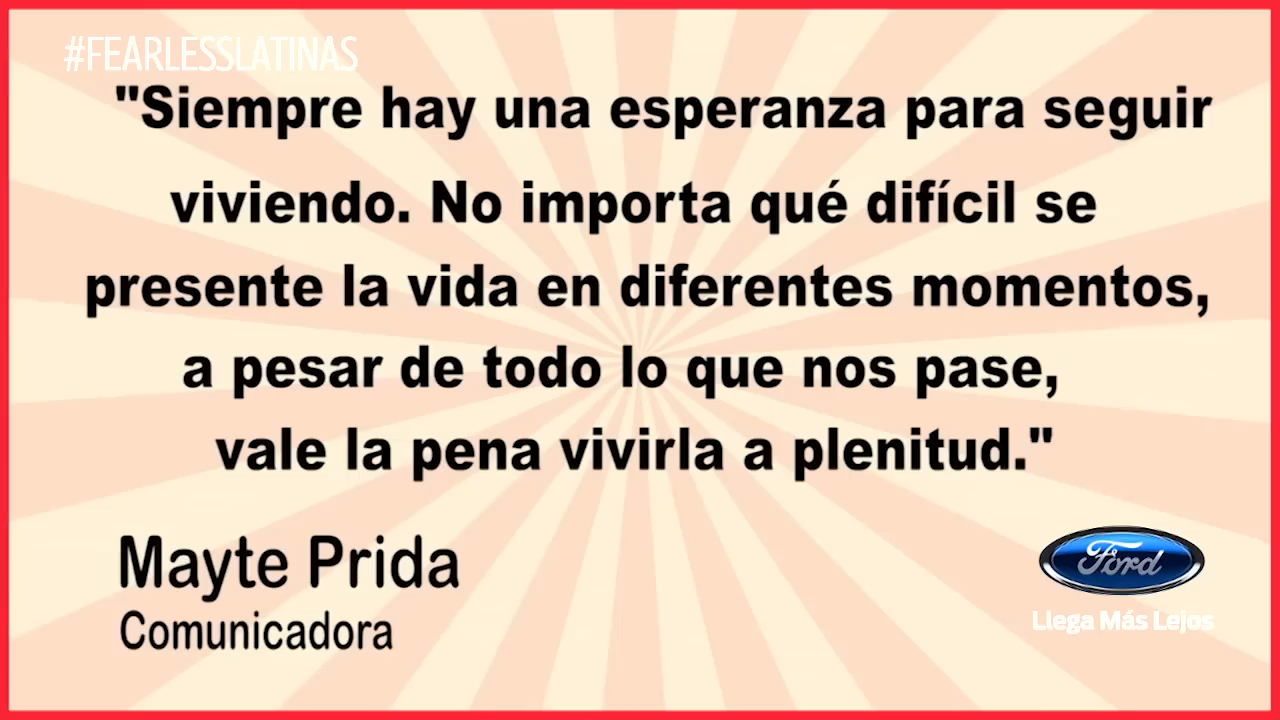 #FEARLESSLATINAS
"Siempre hay una esperanza para seguir
viviendo. No importa qué difícil se
presente la vida en diferentes momentos,
a pesar de todo lo que nos pase,
vale la pena vivirla a plenitud."
Mayte Prida
Comunicadora
Ford
Llega Más Lejos